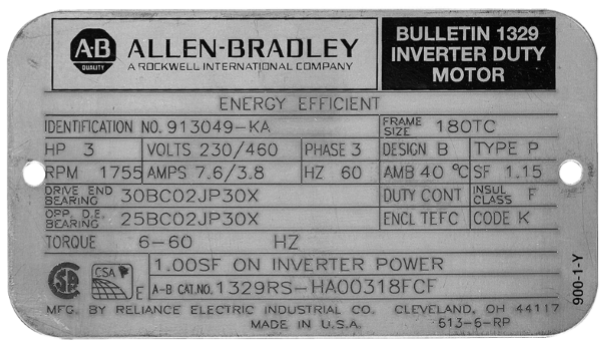 A-B QUALITY ALLEN-BRADLEY
A ROCKWELL INTERNATIONAL COMPANY
BULLETIN 1329
INVERTER DUTY
MOTOR
ENERGY EFFICIENT
IDENTIFICATION NO. 913049-KA FRAME SIZE 180TC
HP 3 VOLTS 230/460 PHASE 3 DESIGN B TYPE P
RPM 1755 AMPS 7.6/3.8 HZ 60 AMB 40 °C SF 1.15
DRIVE END BEARING 30BC02JP30X DUTY CONT INSUL CLASS F
OPP. D.E. BEARING 25BC02JP30X ENCL TEFC CODE K
TORQUE 6-60 HZ
1.00SF ON INVERTER POWER
CSA E A-B CAT.NO. 1329RS-HA00318FCF
MFG. BY RELIANCE ELECTRIC INDUSTRIAL CO. CLEVELAND, OH 44117
MADE IN U.S.A. 613-6-RP
900-1-Y